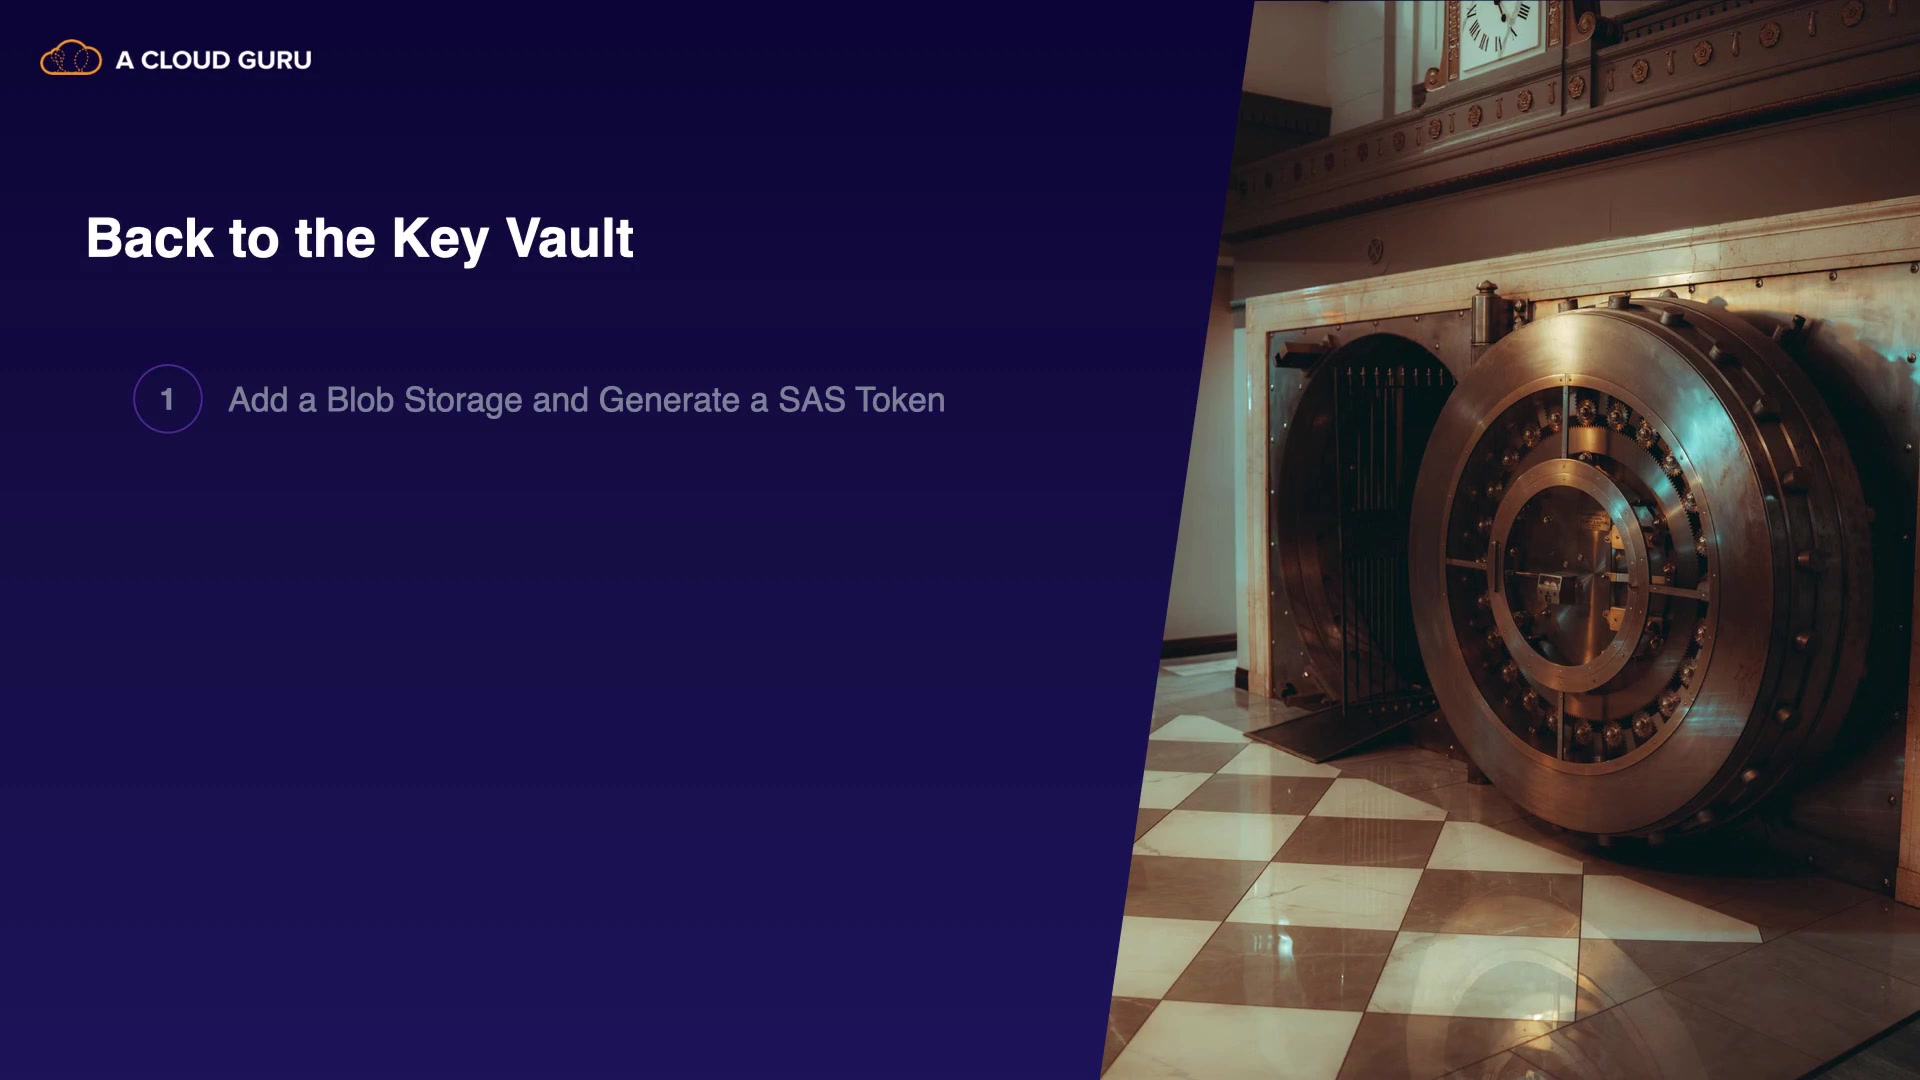 A CLOUD GURU
Back to the Key Vault
1 Add a Blob Storage and Generate a SAS Token